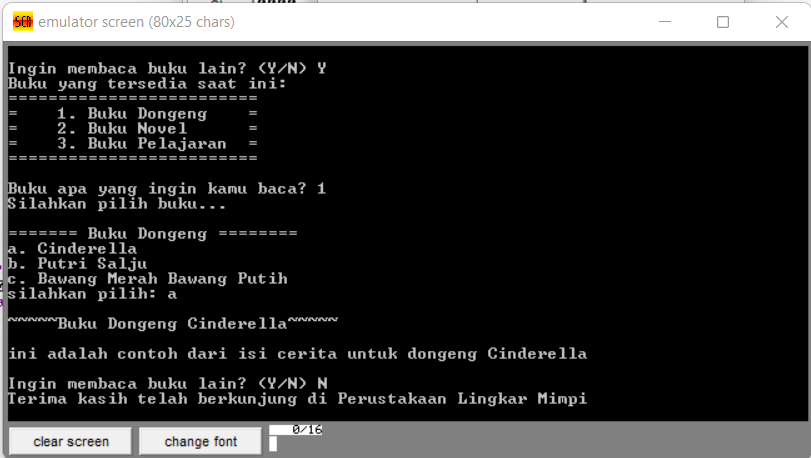 SCR emulator screen (80x25 chars)
Ingin membaca buku lain? (Y/N) Y
Buku yang tersedia saat ini:
=========================
=    1. Buku Dongeng    =
=    2. Buku Novel      =
=    3. Buku Pelajaran  =
=========================
Buku apa yang ingin kamu baca? 1
Silahkan pilih buku...
======= Buku Dongeng ========
a. Cinderella
b. Putri Salju
c. Bawang Merah Bawang Putih
silahkan pilih: a
~~~~~Buku Dongeng Cinderella~~~~~
ini adalah contoh dari isi cerita untuk dongeng Cinderella
Ingin membaca buku lain? (Y/N) N
Terima kasih telah berkunjung di Perustakaan Lingkar Mimpi
clear screen
change font
0/16